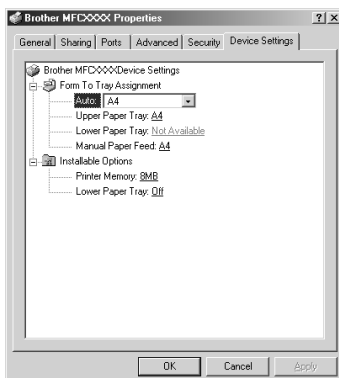 Brother MFCXXXX Properties ? x
General Sharing Ports Advanced Security Device Settings
Brother MFCXXXXDevice Settings
Form To Tray Assignment
Auto: A4
Upper Paper Tray: A4
Lower Paper Tray: Not Available
Manual Paper Feed: A4
Installable Options
Printer Memory: 8MB
Lower Paper Tray: Off
OK Cancel Apply